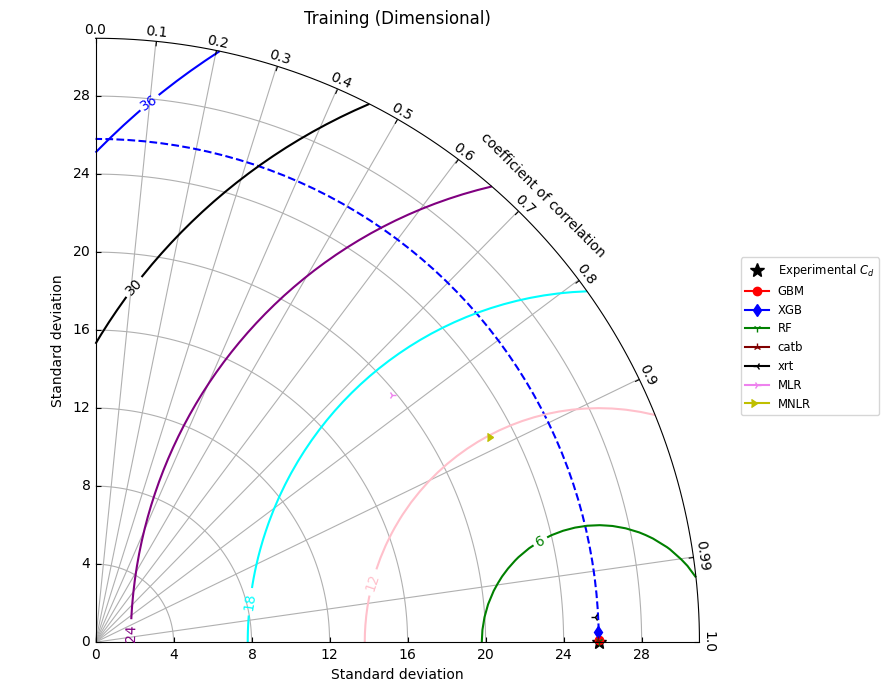 Training (Dimensional)
0.0
0.1
0.2
0.3
0.4
0.5
0.6
0.7
0.8
0.9
0.99
1.0
coefficient of correlation
28
24
20
16
12
8
4
0
Standard deviation
0 4 8 12 16 20 24 28
Standard deviation
36
30
24
18
12
6
Experimental C_d
GBM
XGB
RF
catb
xrt
MLR
MNLR